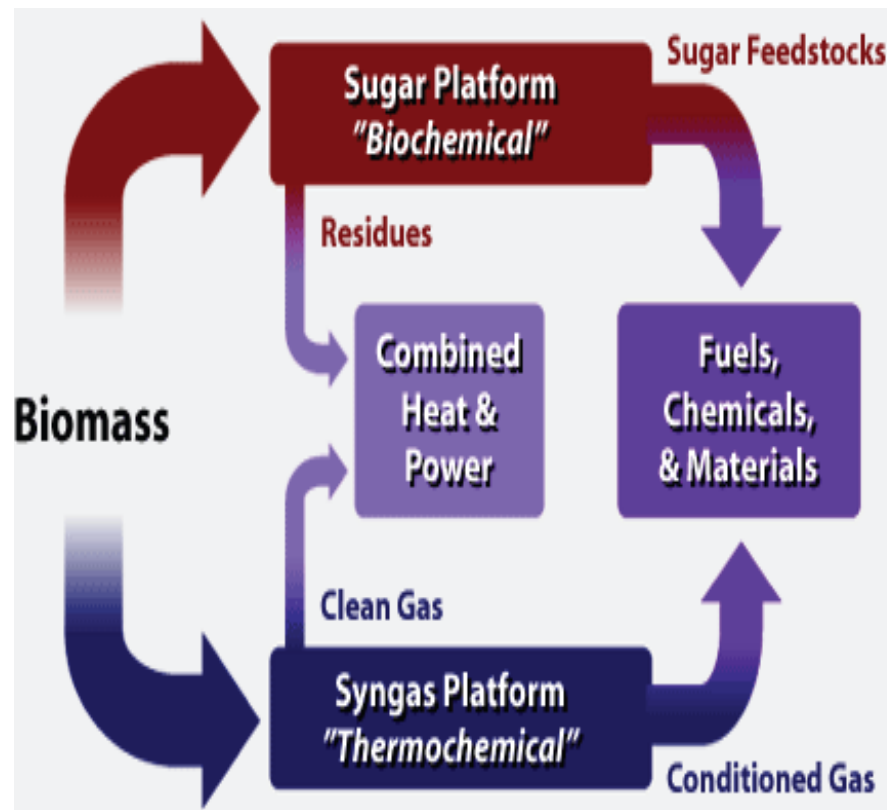 Sugar Feedstocks
Sugar Platform
"Biochemical"
Residues
Combined
Heat &
Power
Fuels,
Chemicals,
& Materials
Biomass
Clean Gas
Syngas Platform
"Thermochemical"
Conditioned Gas